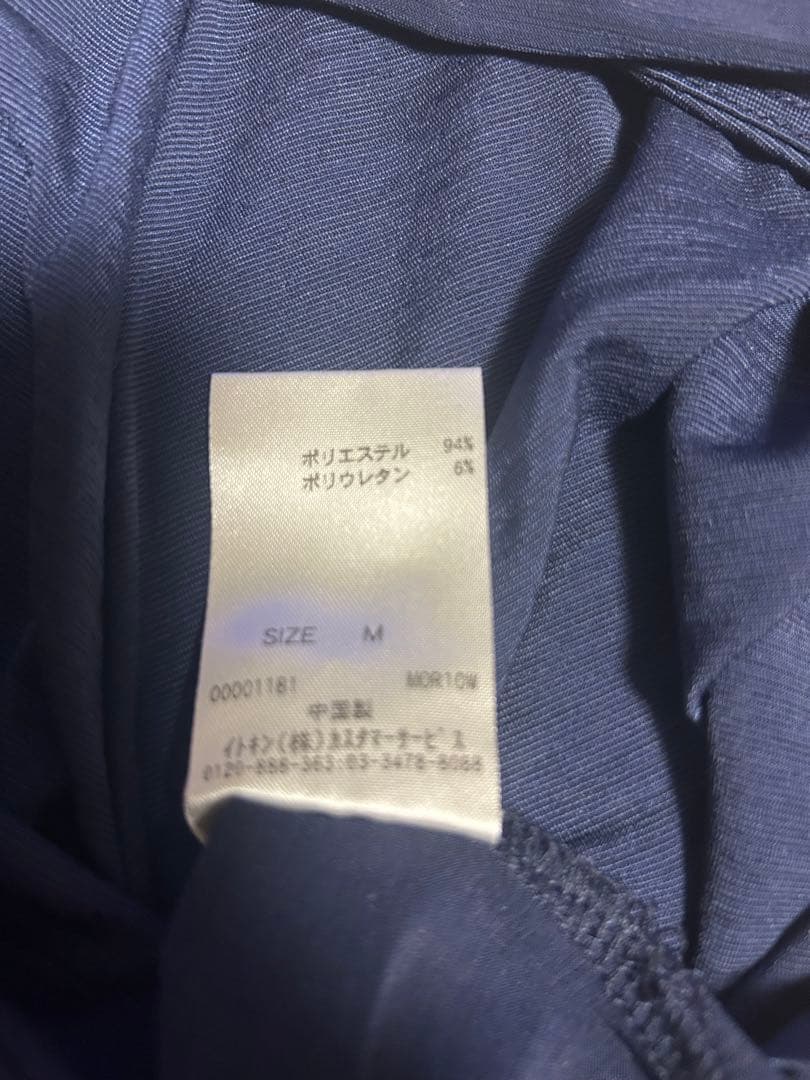 ポリエステル 94%
ポリウレタン 6%
SIZE M
00001181 MOR10W
中国製
イトキン(株)カスタマーサービス
0120-888-363:03-3478-8088